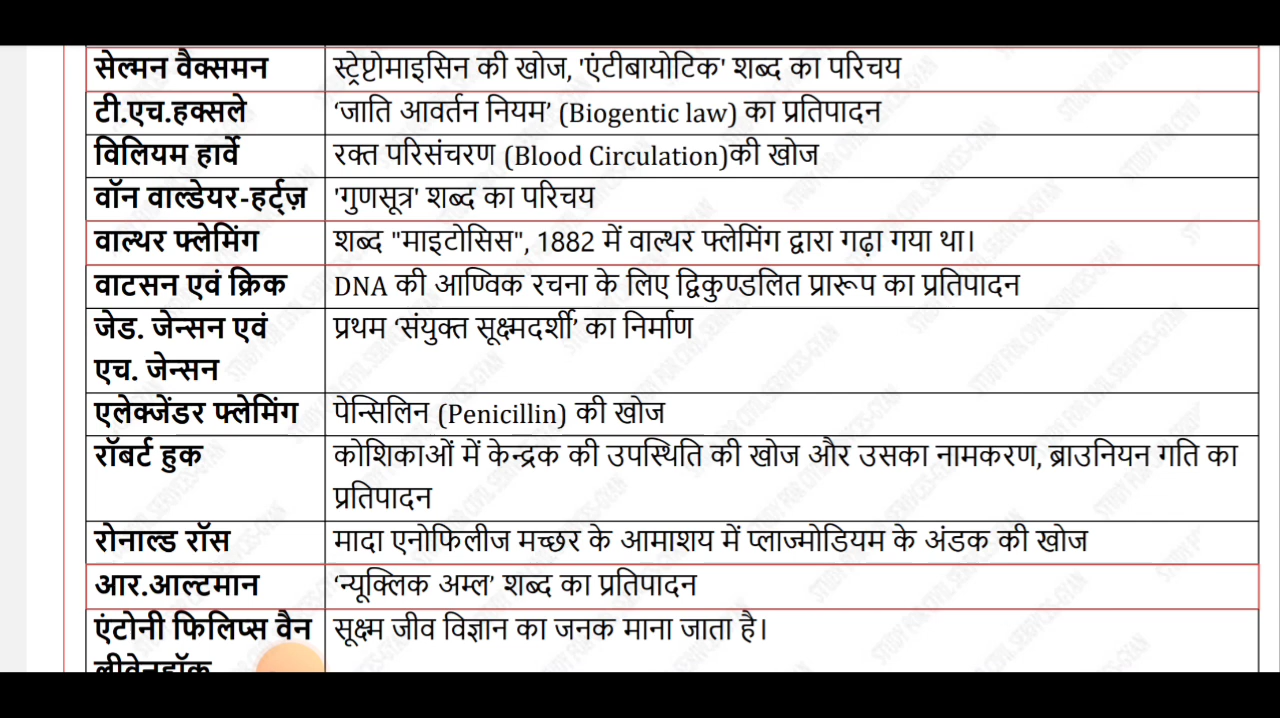 सेल्मन वैक्समन स्ट्रेप्टोमाइसिन की खोज, 'एंटीबायोटिक' शब्द का परिचय
टी.एच.हक्सले ‘जाति आवर्तन नियम’ (Biogentic law) का प्रतिपादन
विलियम हार्वे रक्त परिसंचरण (Blood Circulation)की खोज
वॉन वाल्डेयर-हर्ट्ज़ 'गुणसूत्र' शब्द का परिचय
वाल्थर फ्लेमिंग शब्द "माइटोसिस", 1882 में वाल्थर फ्लेमिंग द्वारा गढ़ा गया था।
वाटसन एवं क्रिक DNA की आण्विक रचना के लिए द्विकुण्डलित प्रारूप का प्रतिपादन
जेड. जेन्सन एवं प्रथम ‘संयुक्त सूक्ष्मदर्शी’ का निर्माण
एच. जेन्सन
एलेक्जेंडर फ्लेमिंग पेन्सिलिन (Penicillin) की खोज
रॉबर्ट हुक कोशिकाओं में केन्द्रक की उपस्थिति की खोज और उसका नामकरण, ब्राउनियन गति का
प्रतिपादन
रोनाल्ड रॉस मादा एनोफिलीज मच्छर के आमाशय में प्लाज्मोडियम के अंडक की खोज
आर.आल्टमान ‘न्यूक्लिक अम्ल’ शब्द का प्रतिपादन
एंटोनी फिलिप्स वैन सूक्ष्म जीव विज्ञान का जनक माना जाता है।